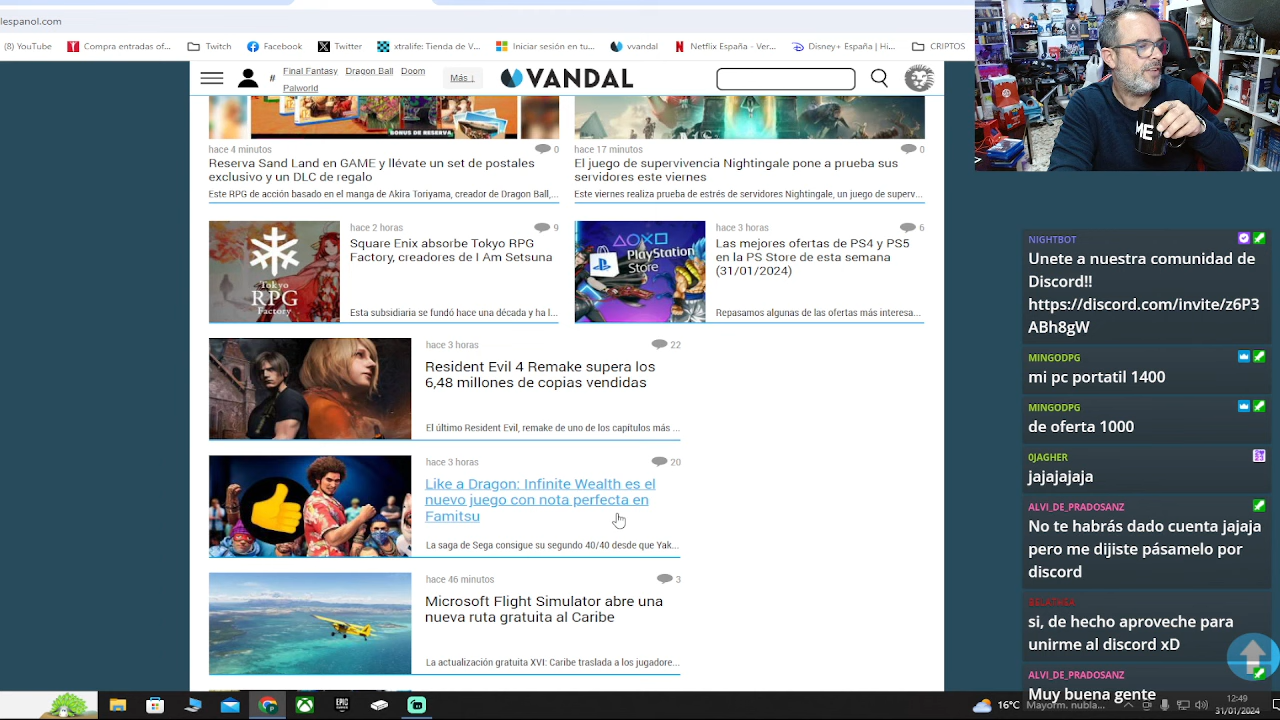 lespanol.com
(8) YouTube
Compra entradas of...
Twitch
Facebook
Twitter
xtralife: Tienda de V...
Iniciar sesión en tu...
vvandal
Netflix España - Ver...
Disney+ España | Hi...
CRIPTOS
#
Final Fantasy
Dragon Ball
Doom
Palworld
Más ↓
VANDAL
BONUS DE RESERVA
hace 4 minutos
0
Reserva Sand Land en GAME y llévate un set de postales
exclusivo y un DLC de regalo
Este RPG de acción basado en el manga de Akira Toriyama, creador de Dragon Ball,...
hace 17 minutos
0
El juego de supervivencia Nightingale pone a prueba sus
servidores este viernes
Este viernes realiza prueba de estrés de servidores Nightingale, un juego de superv...
Tokyo
RPG
Factory
hace 2 horas
9
Square Enix absorbe Tokyo RPG
Factory, creadores de I Am Setsuna
Esta subsidiaria se fundó hace una década y ha l...
PlayStation
Store
hace 3 horas
6
Las mejores ofertas de PS4 y PS5
en la PS Store de esta semana
(31/01/2024)
Repasamos algunas de las ofertas más interesa...
hace 3 horas
22
Resident Evil 4 Remake supera los
6,48 millones de copias vendidas
El último Resident Evil, remake de uno de los capítulos más ...
hace 3 horas
20
Like a Dragon: Infinite Wealth es el
nuevo juego con nota perfecta en
Famitsu
La saga de Sega consigue su segundo 40/40 desde que Yak...
hace 46 minutos
3
Microsoft Flight Simulator abre una
nueva ruta gratuita al Caribe
La actualización gratuita XVI: Caribe traslada a los jugadore...
NIGHTBOT
Unete a nuestra comunidad de
Discord!!
https://discord.com/invite/z6P3
ABh8gW
MINGODPG
mi pc portatil 1400
MINGODPG
de oferta 1000
0JAGHER
jajajajaja
ALVI_DE_PRADOSANZ
No te habrás dado cuenta jajaja
pero me dijiste pásamelo por
discord
si, de hecho aproveche para
unirme al discord xD
ALVI_DE_PRADOSANZ
Muy buena gente
EPIC
16°C
Mayorm. nubla...
12:49
31/01/2024